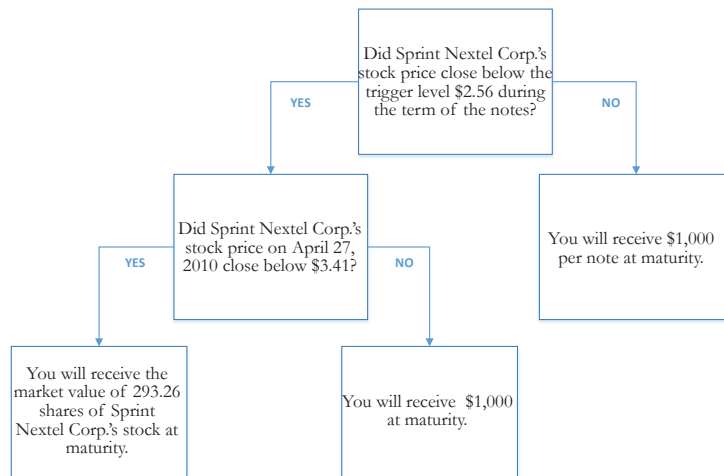 Did Sprint Nextel Corp.'s
stock price close below the
trigger level $2.56 during
the term of the notes?
YES
NO
Did Sprint Nextel Corp.'s
stock price on April 27,
2010 close below $3.41?
You will receive $1,000
per note at maturity.
YES
NO
You will receive the
market value of 293.26
shares of Sprint
Nextel Corp.'s stock at
maturity.
You will receive $1,000
at maturity.